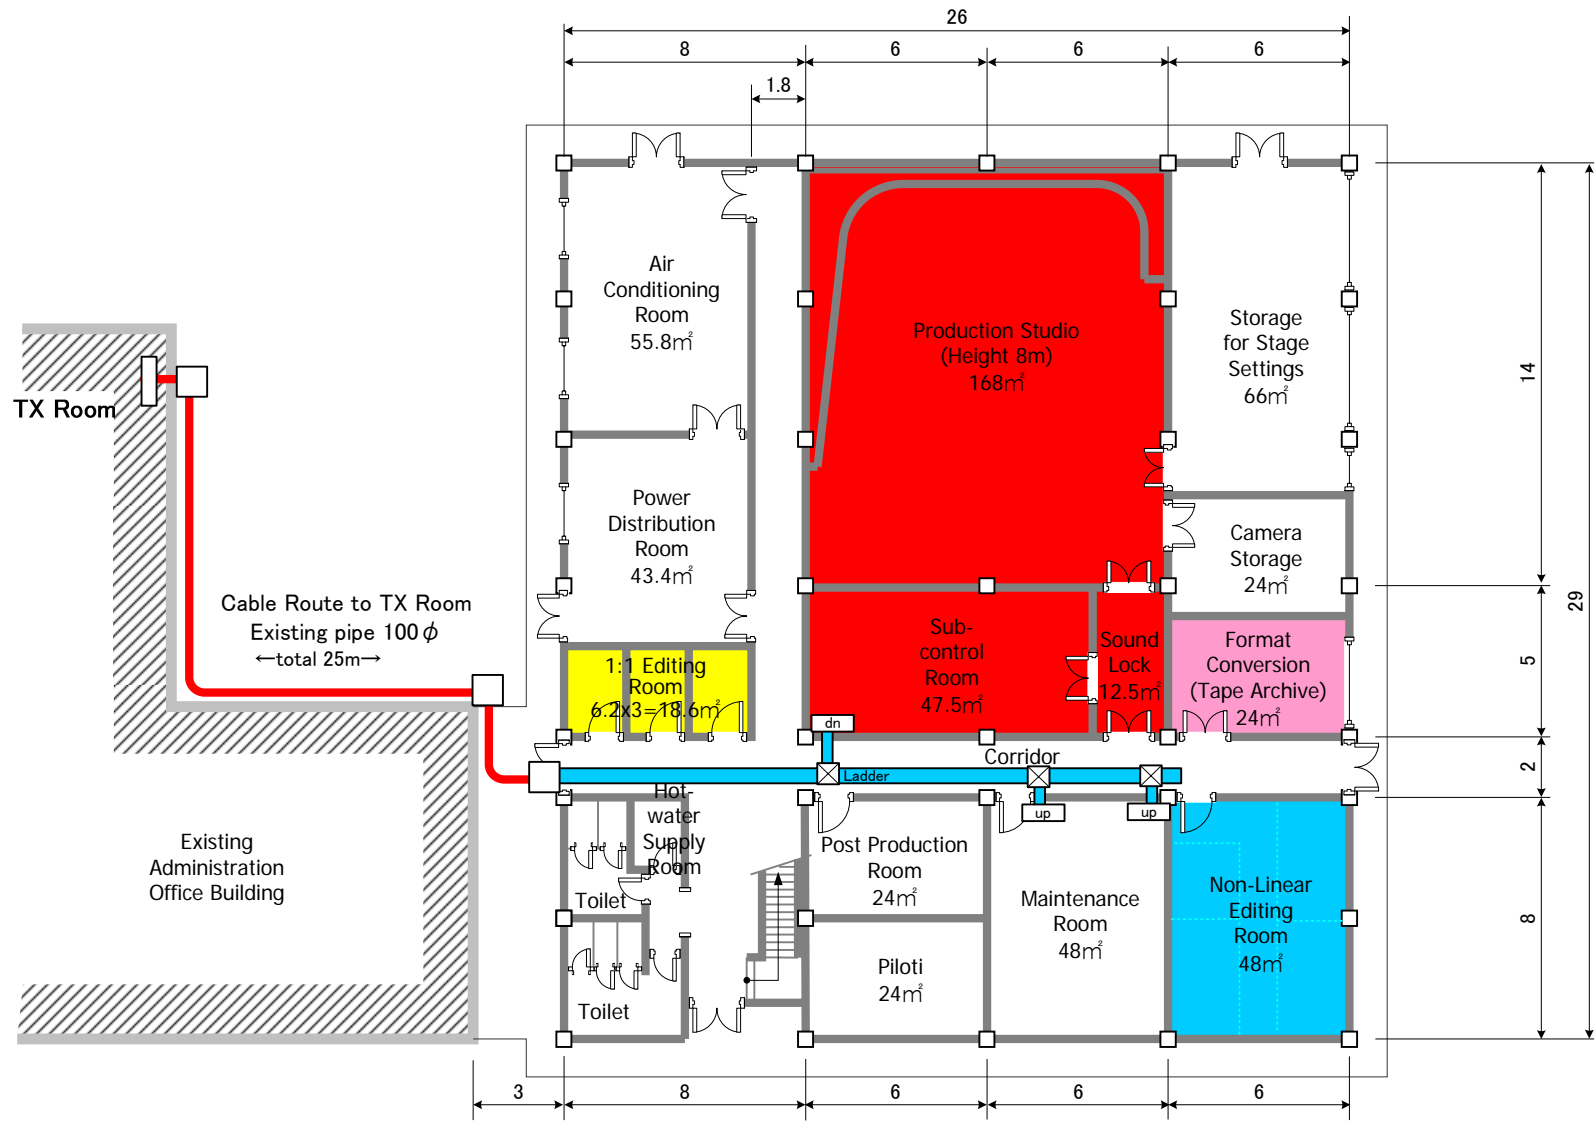 26
8
6
6
6
1.8
Air
Conditioning
Room
55.8㎡
Production Studio
(Height 8m)
168㎡
Storage
for Stage
Settings
66㎡
14
29
TX Room
Power
Distribution
Room
43.4㎡
Camera
Storage
24㎡
Cable Route to TX Room
Existing pipe 100φ
←total 25m→
1:1 Editing
Room
6.2x3=18.6㎡
Sub-
control
Room
47.5㎡
Sound
Lock
12.5㎡
Format
Conversion
(Tape Archive)
24㎡
5
dn
Corridor
Ladder
2
up
up
Hot-
water
Supply
Room
Toilet
Toilet
Existing
Administration
Office Building
Post Production
Room
24㎡
Piloti
24㎡
Maintenance
Room
48㎡
Non-Linear
Editing
Room
48㎡
8
3
8
6
6
6